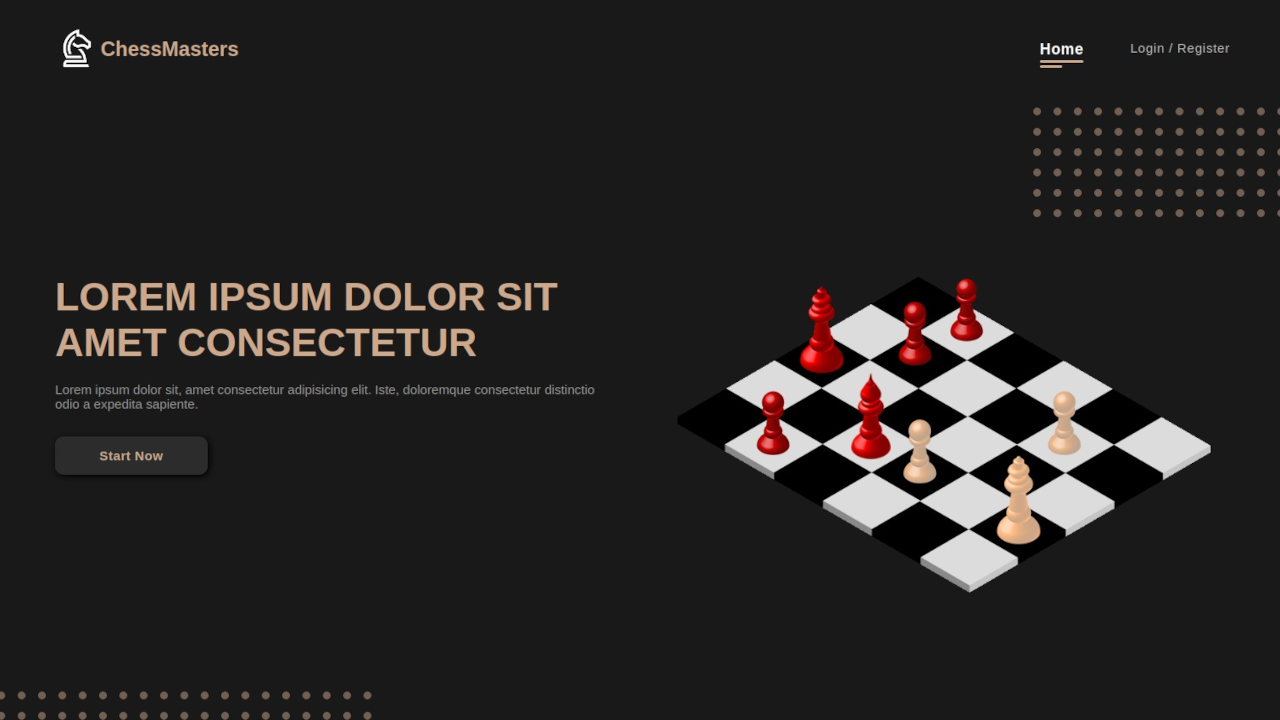 ChessMasters
Home
Login / Register
LOREM IPSUM DOLOR SIT
AMET CONSECTETUR
Lorem ipsum dolor sit, amet consectetur adipisicing elit. Iste, doloremque consectetur distinctio
odio a expedita sapiente.
Start Now